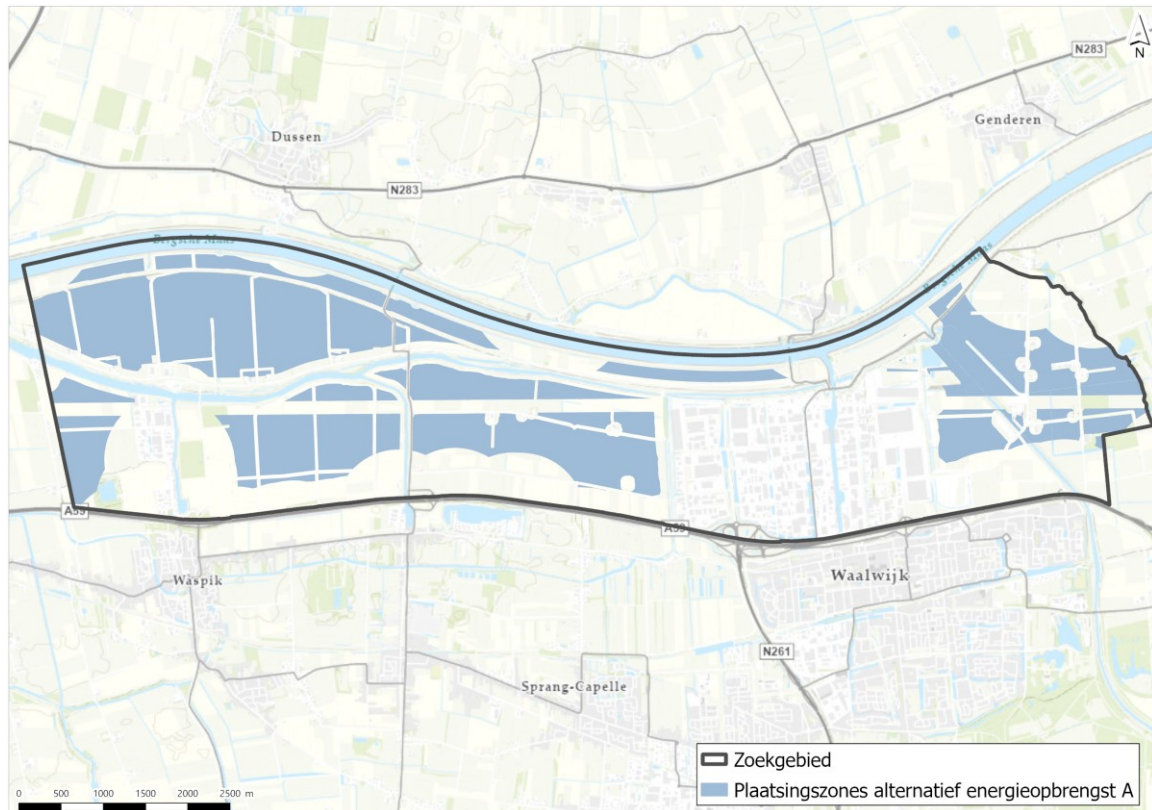 N
N283
Genderen
Dussen
N283
Bergsche Maas
Bergsche Maas
A59
A59
Waspik
Waalwijk
N261
Sprang-Capelle
Zoekgebied
Plaatsingszones alternatief energieopbrengst A
0 500 1000 1500 2000 2500 m